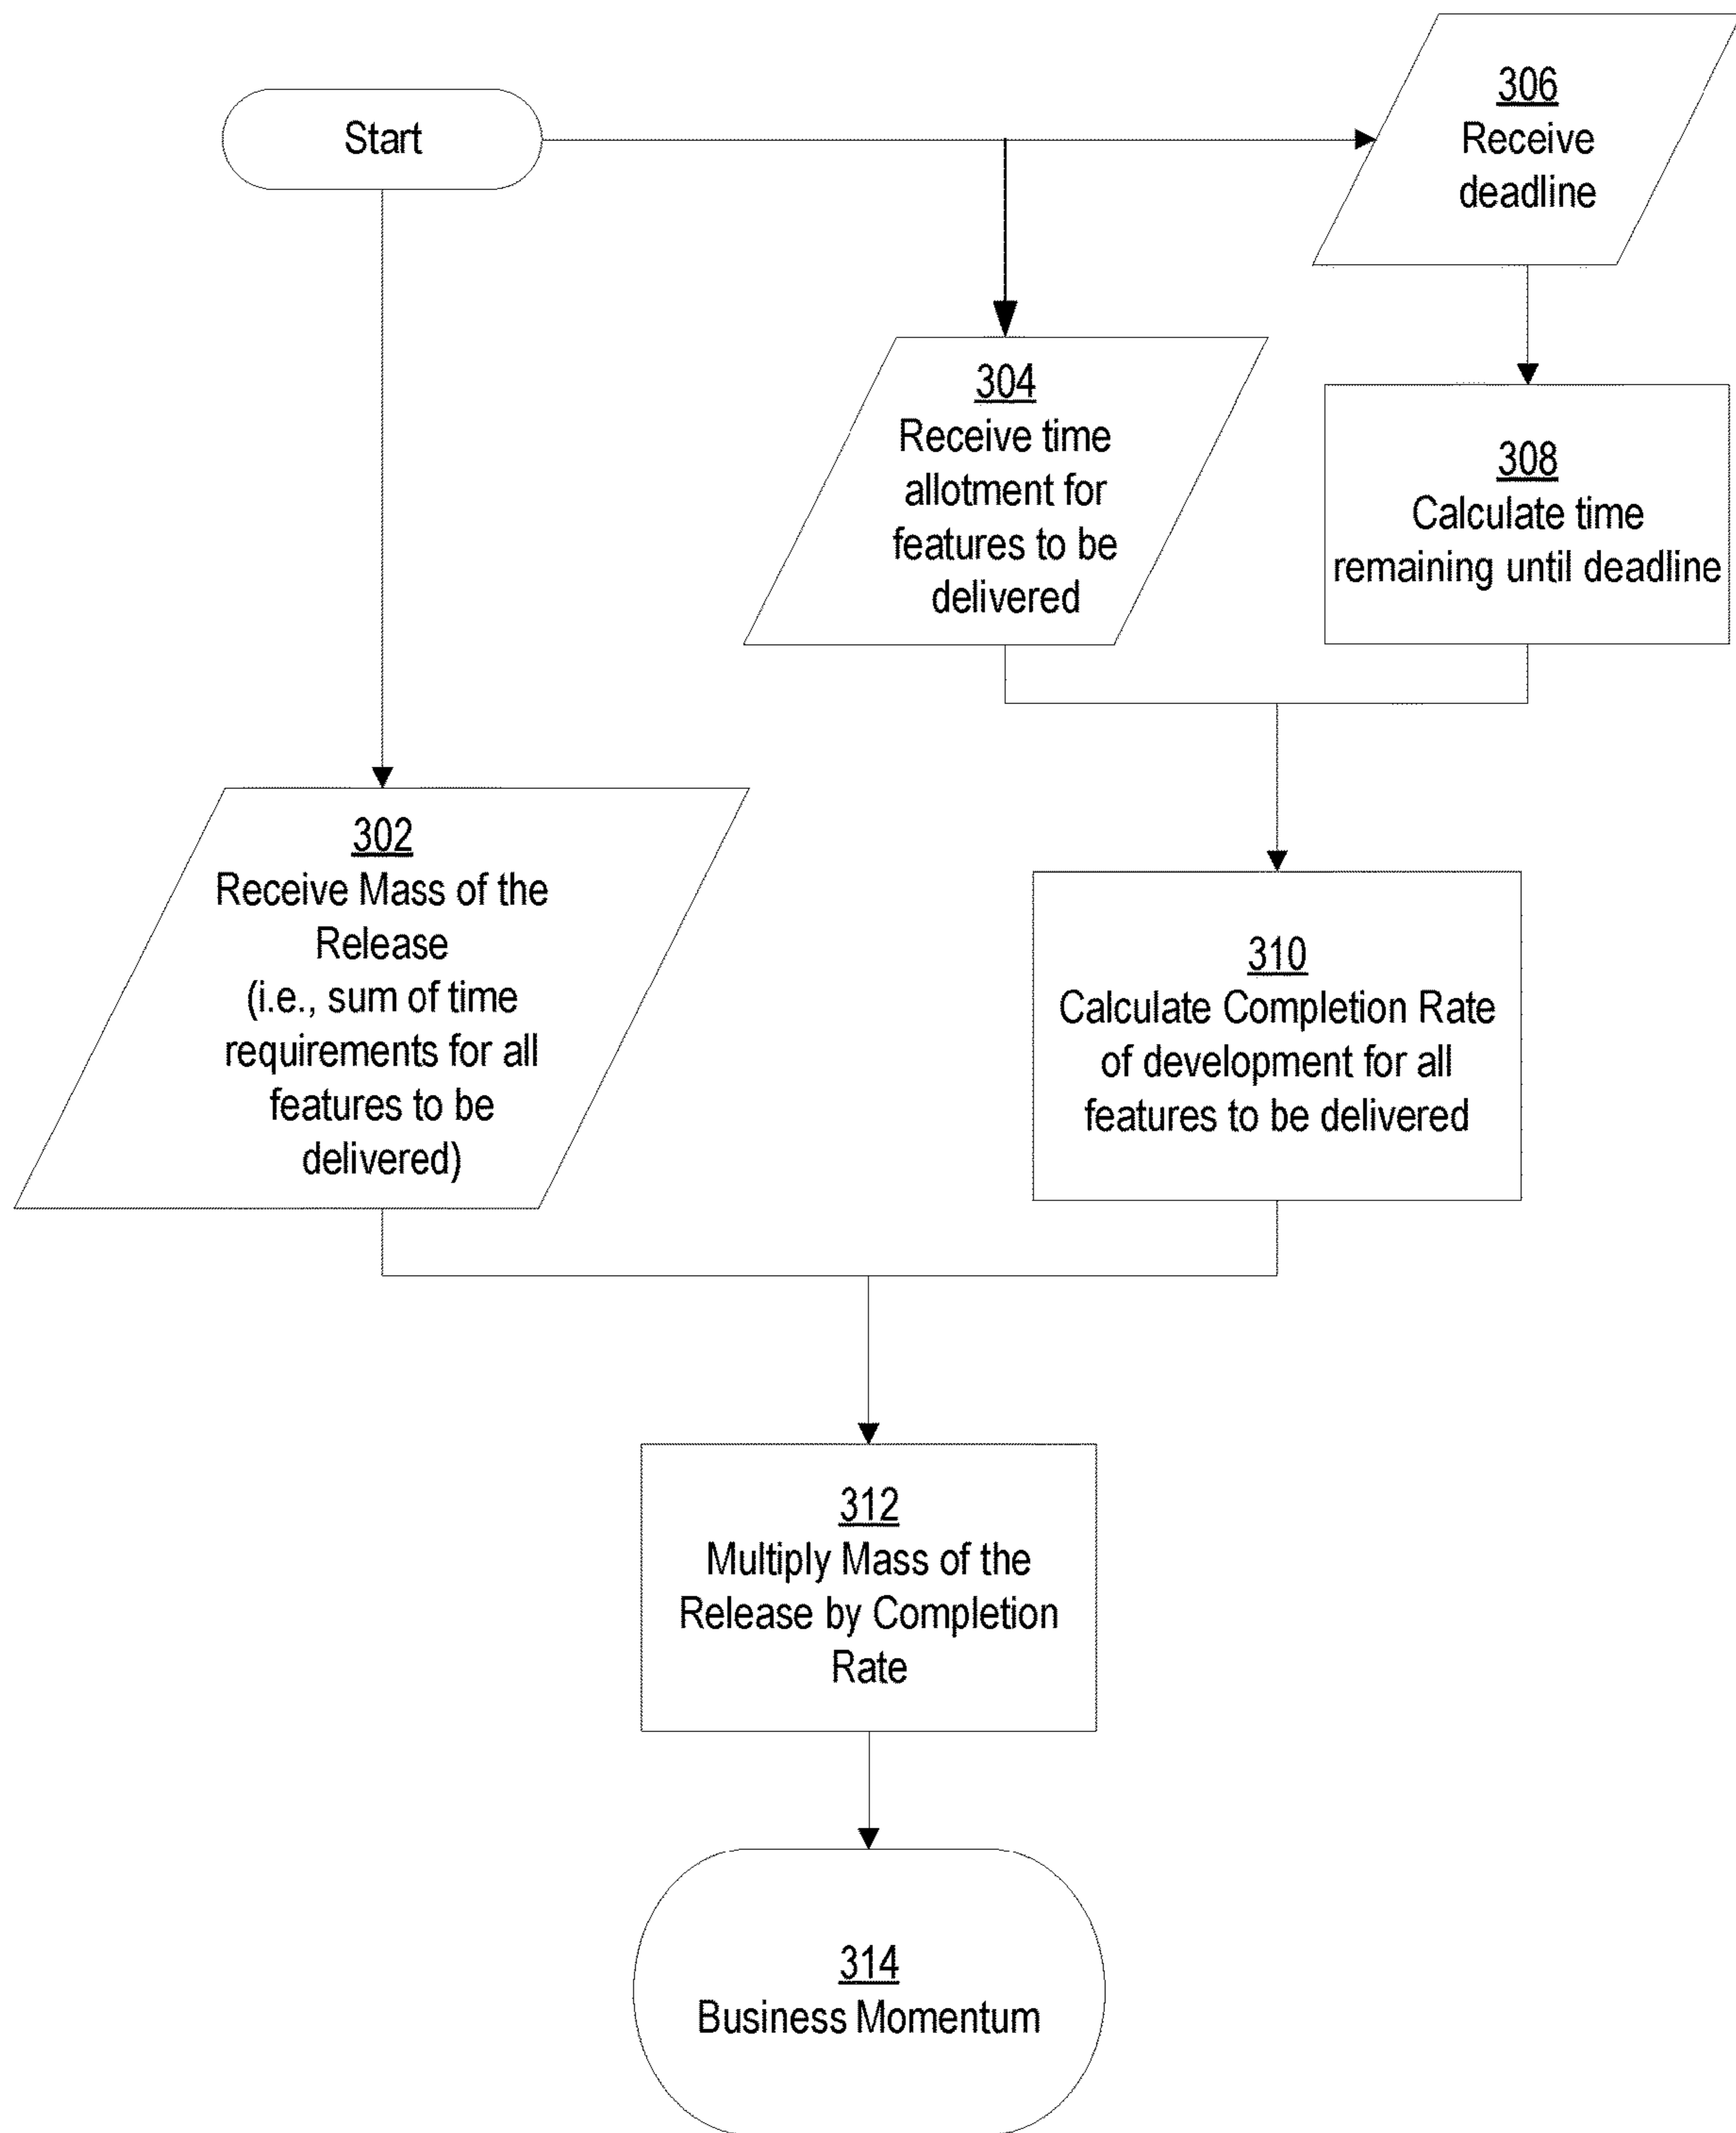 Start
306
Receive
deadline
304
Receive time
allotment for
features to be
delivered
308
Calculate time
remaining until deadline
302
Receive Mass of the
Release
(i.e., sum of time
requirements for all
features to be
delivered)
310
Calculate Completion Rate
of development for all
features to be delivered
312
Multiply Mass of the
Release by Completion
Rate
314
Business Momentum